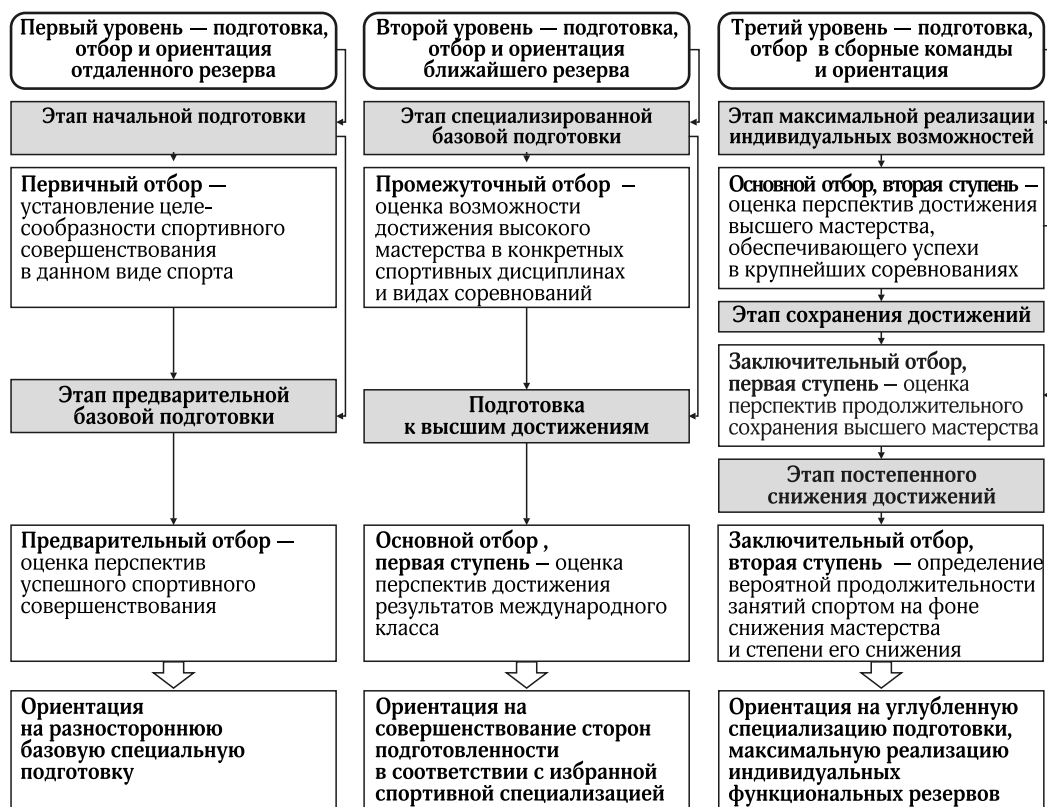 Первый уровень — подготовка,
отбор и ориентация
отдаленного резерва
Этап начальной подготовки
Первичный отбор —
установление целе-
сообразности спортивного
совершенствования
в данном виде спорта
Этап предварительной
базовой подготовки
Предварительный отбор —
оценка перспектив
успешного спортивного
совершенствования
Ориентация
на разностороннюю
базовую специальную
подготовку
Второй уровень — подготовка,
отбор и ориентация
ближайшего резерва
Этап специализированной
базовой подготовки
Промежуточный отбор —
оценка возможности
достижения высокого
мастерства в конкретных
спортивных дисциплинах
и видах соревнований
Подготовка
к высшим достижениям
Основной отбор ,
первая ступень – оценка
перспектив достижения
результатов международного
класса
Ориентация на
совершенствование сторон
подготовленности
в соответствии с избранной
спортивной специализацией
Третий уровень — подготовка,
отбор в сборные команды
и ориентация
Этап максимальной реализации
индивидуальных возможностей
Основной отбор, вторая ступень –
оценка перспектив достижения
высшего мастерства,
обеспечивающего успехи
в крупнейших соревнованиях
Этап сохранения достижений
Заключительный отбор,
первая ступень – оценка
перспектив продолжительного
сохранения высшего мастерства
Этап постепенного
снижения достижений
Заключительный отбор,
вторая ступень — определение
вероятной продолжительности
занятий спортом на фоне
снижения мастерства
и степени его снижения
Ориентация на углубленную
специализацию подготовки,
максимальную реализацию
индивидуальных
функциональных резервов